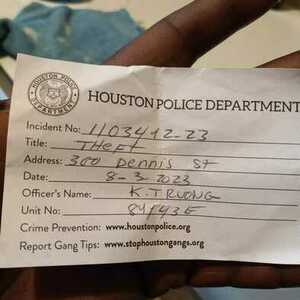 HOUSTON POLICE
DEPARTMENT
HOUSTON POLICE DEPARTMENT
Incident No: 1103412-23
Title: THEFT
Address: 300 Dennis St
Date: 8-3-2023
Officer's Name: K. TRUONG
Unit No:
Crime Prevention: www.houstonpolice.org
Report Gang Tips: www.stophoustongangs.org